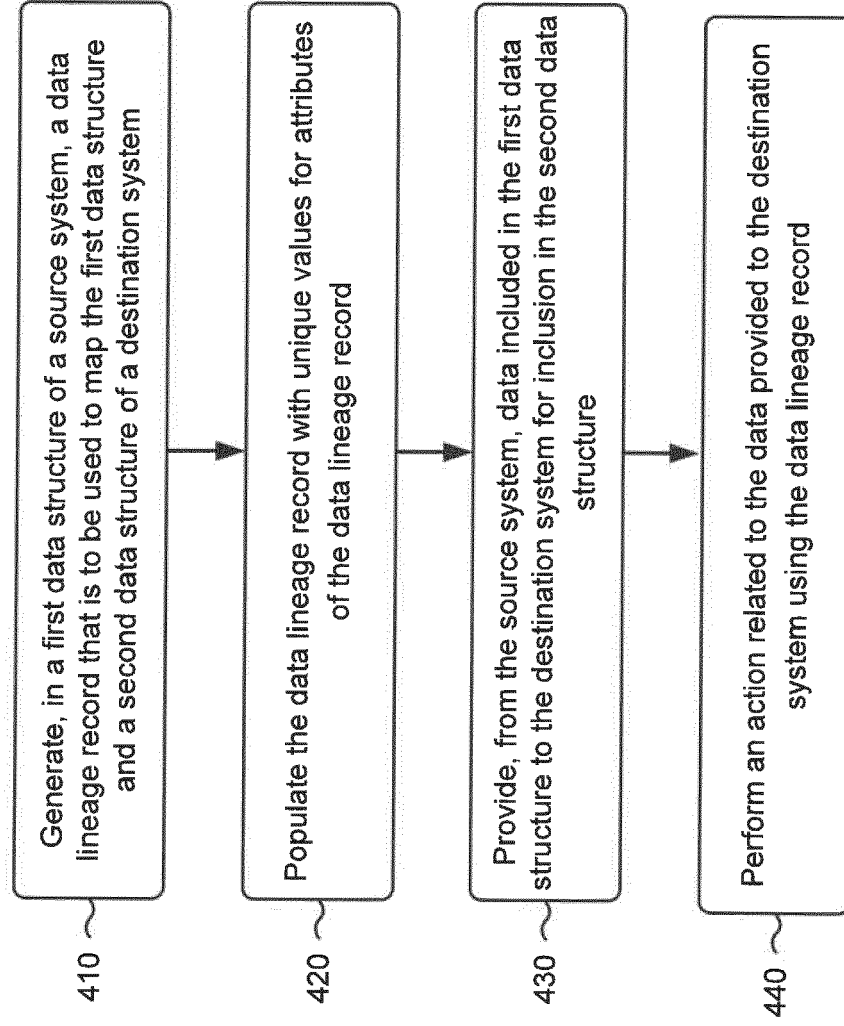 410
Generate, in a first data structure of a source system, a data
lineage record that is to be used to map the first data structure
and a second data structure of a destination system
420
Populate the data lineage record with unique values for attributes
of the data lineage record
430
Provide, from the source system, data included in the first data
structure to the destination system for inclusion in the second data
structure
440
Perform an action related to the data provided to the destination
system using the data lineage record